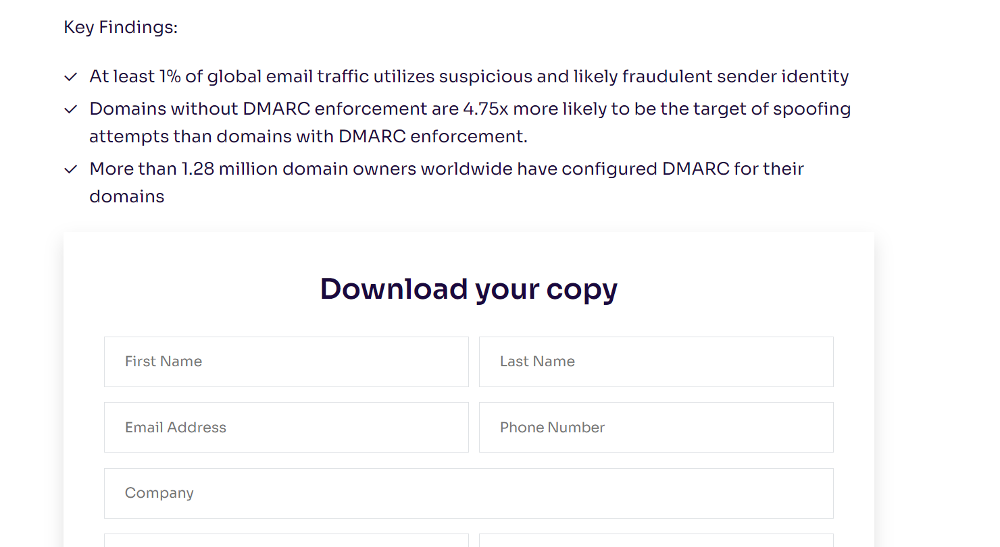 Key Findings:
At least 1% of global email traffic utilizes suspicious and likely fraudulent sender identity
Domains without DMARC enforcement are 4.75x more likely to be the target of spoofing
attempts than domains with DMARC enforcement.
More than 1.28 million domain owners worldwide have configured DMARC for their
domains
Download your copy
First Name
Last Name
Email Address
Phone Number
Company